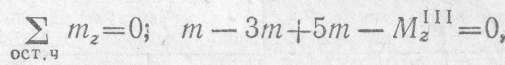 ∑ ост.ч m_z=0; m − 3m+5m − M_z^III=0,